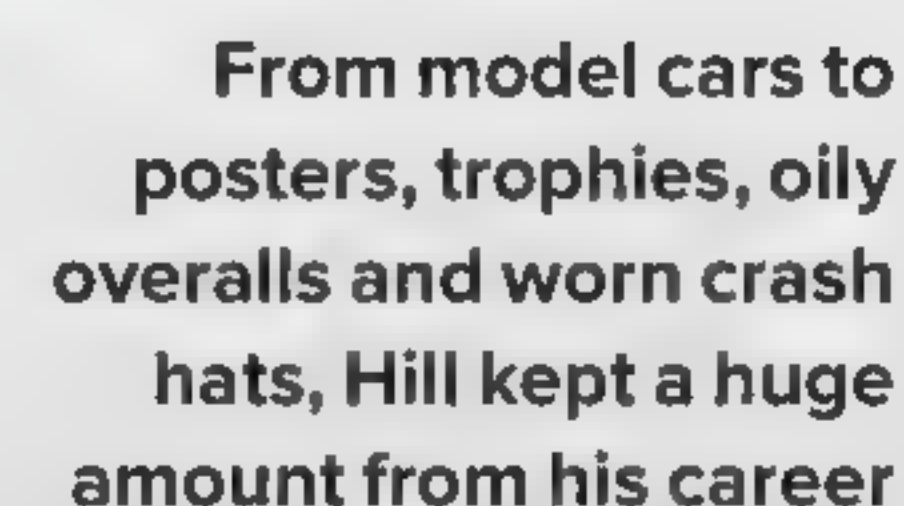 From model cars to
posters, trophies, oily
overalls and worn crash
hats, Hill kept a huge
amount from his career